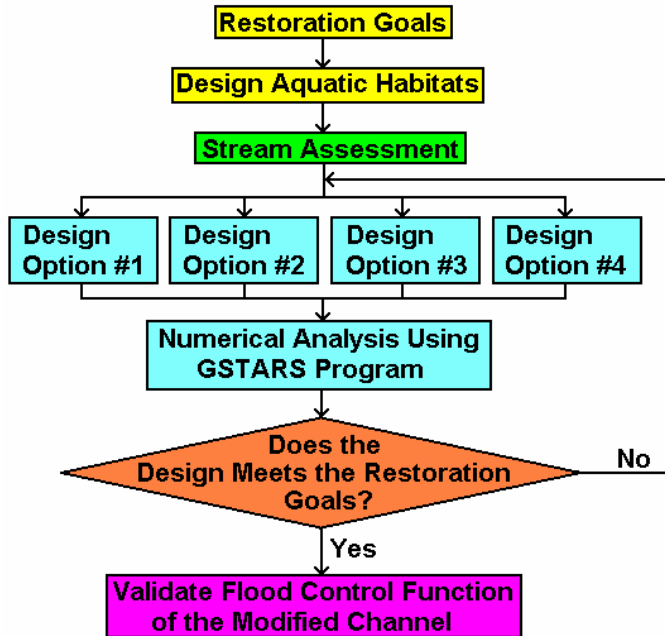 Restoration Goals
Design Aquatic Habitats
Stream Assessment
Design
Option #1
Design
Option #2
Design
Option #3
Design
Option #4
Numerical Analysis Using
GSTARS Program
Does the
Design Meets the Restoration
Goals?
No
Yes
Validate Flood Control Function
of the Modified Channel